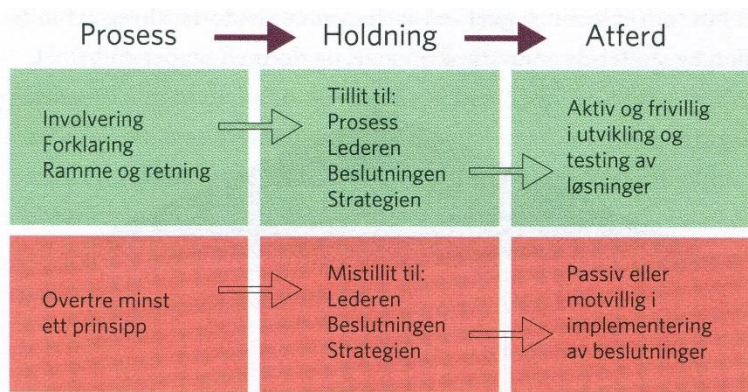 Prosess
Holdning
Atferd
Involvering
Forklaring
Ramme og retning
Tillit til:
Prosess
Lederen
Beslutningen
Strategien
Aktiv og frivillig
i utvikling og
testing av
løsninger
Overtre minst
ett prinsipp
Mistillit til:
Lederen
Beslutningen
Strategien
Passiv eller
motvillig i
implementering
av beslutninger